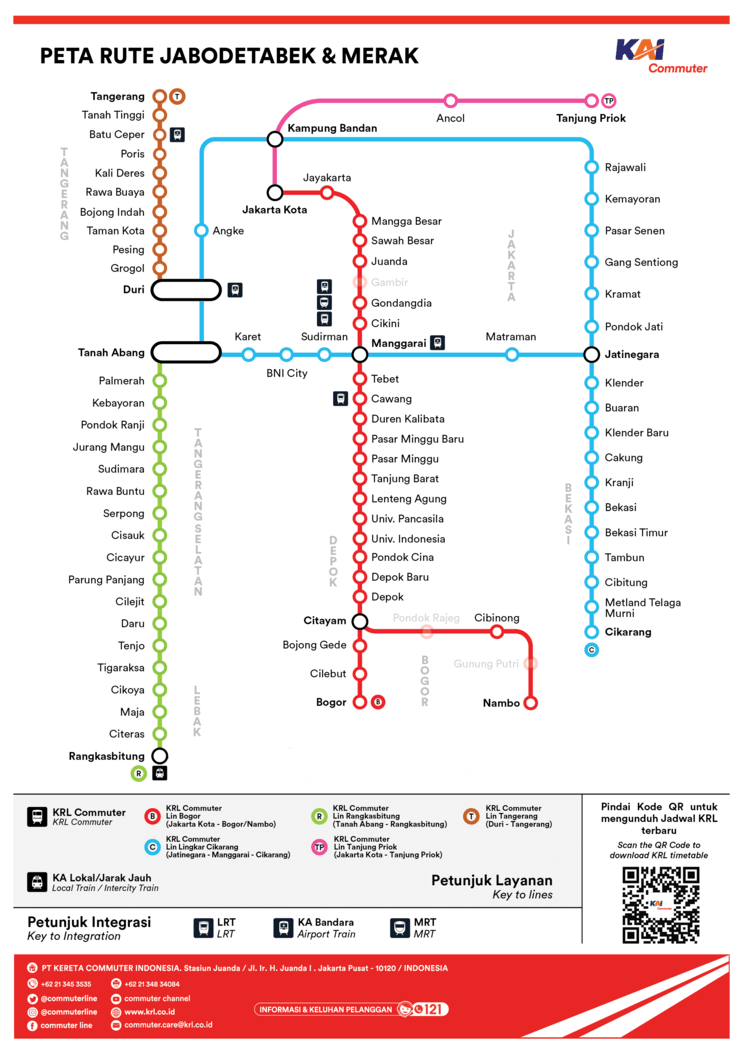 PETA RUTE JABODETABEK & MERAK
KAI
Commuter
Tangerang
T
Tanah Tinggi
Batu Ceper
Poris
Kali Deres
Rawa Buaya
Bojong Indah
Taman Kota
Pesing
Grogol
Duri
TANGERANG
Angke
Kampung Bandan
Ancol
Tanjung Priok
TP
Jakarta Kota
Jayakarta
Mangga Besar
Sawah Besar
Juanda
Gambir
Gondangdia
Cikini
Manggarai
JAKARTA
Rajawali
Kemayoran
Pasar Senen
Gang Sentiong
Kramat
Pondok Jati
Jatinegara
Matraman
Tanah Abang
Karet
BNI City
Sudirman
Palmerah
Kebayoran
Pondok Ranji
Jurang Mangu
Sudimara
Rawa Buntu
Serpong
Cisauk
Cicayur
Parung Panjang
Cilejit
Daru
Tenjo
Tigaraksa
Cikoya
Maja
Citeras
Rangkasbitung
R
TANGERANG SELATAN
LEBAK
Tebet
Cawang
Duren Kalibata
Pasar Minggu Baru
Pasar Minggu
Tanjung Barat
Lenteng Agung
Univ. Pancasila
Univ. Indonesia
Pondok Cina
Depok Baru
Depok
DEPOK
Citayam
Bojong Gede
Cilebut
Bogor
B
Pondok Rajeg
Cibinong
Gunung Putri
Nambo
BOGOR
Klender
Buaran
Klender Baru
Cakung
Kranji
Bekasi
Bekasi Timur
Tambun
Cibitung
Metland Telaga
Murni
Cikarang
C
BEKASI
KRL Commuter
KRL Commuter
B
KRL Commuter
Lin Bogor
(Jakarta Kota - Bogor/Nambo)
C
KRL Commuter
Lin Lingkar Cikarang
(Jatinegara - Manggarai - Cikarang)
R
KRL Commuter
Lin Rangkasbitung
(Tanah Abang - Rangkasbitung)
TP
KRL Commuter
Lin Tanjung Priok
(Jakarta Kota - Tanjung Priok)
T
KRL Commuter
Lin Tangerang
(Duri - Tangerang)
KA Lokal/Jarak Jauh
Local Train / Intercity Train
Petunjuk Layanan
Key to lines
Petunjuk Integrasi
Key to Integration
LRT
LRT
KA Bandara
Airport Train
MRT
MRT
Pindai Kode QR untuk
mengunduh Jadwal KRL
terbaru
Scan the QR Code to
download KRL timetable
KAI
PT KERETA COMMUTER INDONESIA. Stasiun Juanda / Jl. Ir. H. Juanda I . Jakarta Pusat - 10120 / INDONESIA
+62 21 345 3535
+62 21 348 34084
@commuterline
commuter channel
@commuterline
www.krl.co.id
commuter line
commuter.care@krl.co.id
INFORMASI & KELUHAN PELANGGAN
121